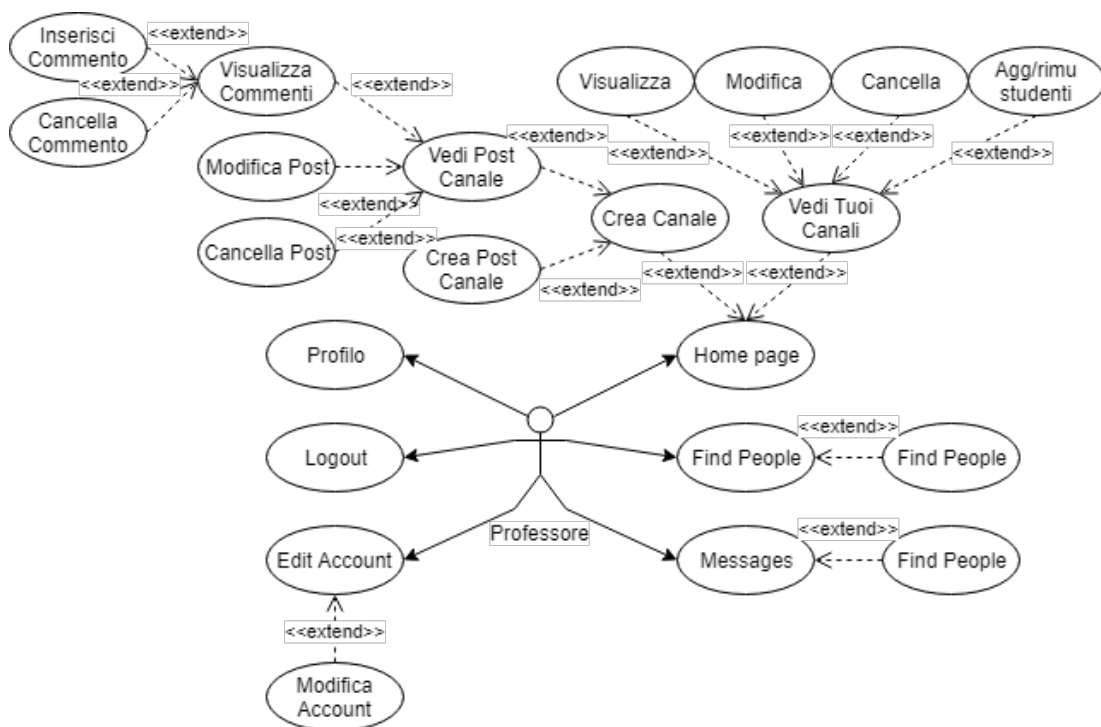 Inserisci
Commento
<<extend>>
<<extend>>
Cancella
Commento
Visualizza
Commenti
<<extend>>
Visualizza
Modifica
Cancella
Agg/rimu
studenti
Modifica Post
Vedi Post
Canale
<<extend>>
<<extend>>
<<extend>>
<<extend>>
<<extend>>
<<extend>>
<<extend>>
Cancella Post
Crea Post
Canale
Crea Canale
Vedi Tuoi
Canali
<<extend>>
<<extend>>
<<extend>>
Profilo
Home page
Logout
Find People
<<extend>>
Find People
Professore
Edit Account
Messages
<<extend>>
Find People
<<extend>>
Modifica
Account